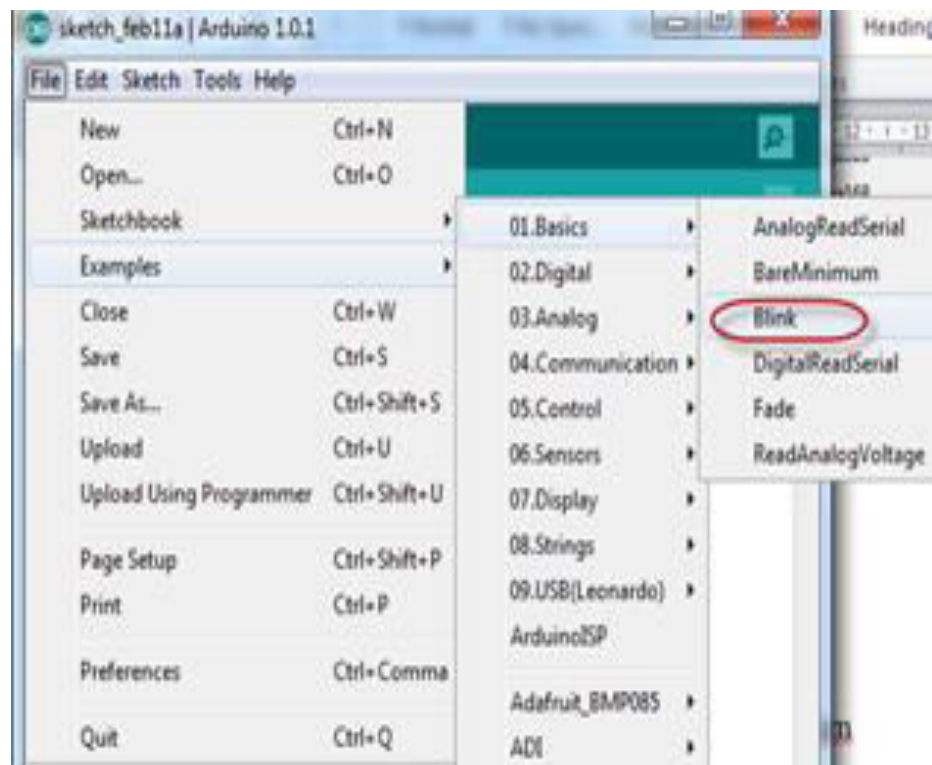 sketch_feb11a | Arduino 1.0.1
Heading
File Edit Sketch Tools Help
New Ctrl+N
Open... Ctrl+O
Sketchbook
Examples
Close Ctrl+W
Save Ctrl+S
Save As... Ctrl+Shift+S
Upload Ctrl+U
Upload Using Programmer Ctrl+Shift+U
Page Setup Ctrl+Shift+P
Print Ctrl+P
Preferences Ctrl+Comma
Quit Ctrl+Q
01.Basics
02.Digital
03.Analog
04.Communication
05.Control
06.Sensors
07.Display
08.Strings
09.USB(Leonardo)
ArduinoISP
Adafruit_BMP085
ADI
AnalogReadSerial
BareMinimum
Blink
DigitalReadSerial
Fade
ReadAnalogVoltage